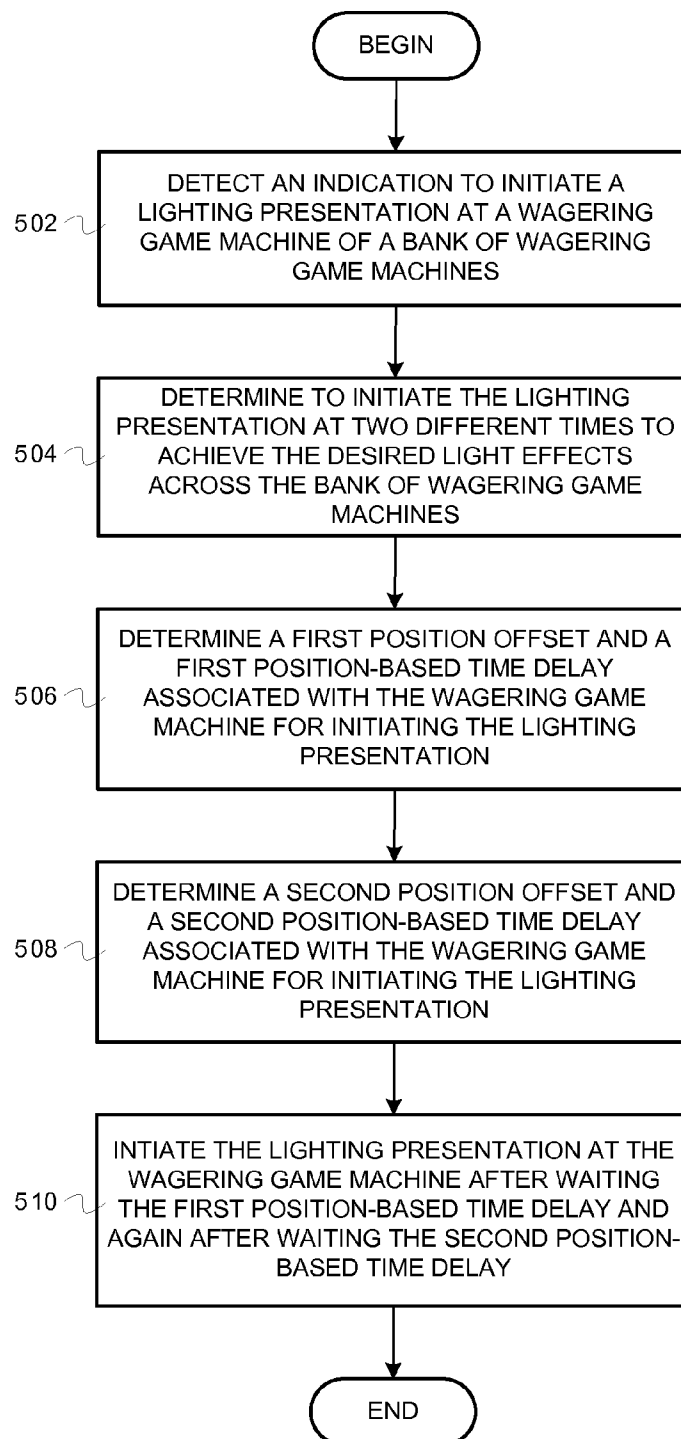 BEGIN
502
DETECT AN INDICATION TO INITIATE A
LIGHTING PRESENTATION AT A WAGERING
GAME MACHINE OF A BANK OF WAGERING
GAME MACHINES
504
DETERMINE TO INITIATE THE LIGHTING
PRESENTATION AT TWO DIFFERENT TIMES TO
ACHIEVE THE DESIRED LIGHT EFFECTS
ACROSS THE BANK OF WAGERING GAME
MACHINES
506
DETERMINE A FIRST POSITION OFFSET AND A
FIRST POSITION-BASED TIME DELAY
ASSOCIATED WITH THE WAGERING GAME
MACHINE FOR INITIATING THE LIGHTING
PRESENTATION
508
DETERMINE A SECOND POSITION OFFSET AND
A SECOND POSITION-BASED TIME DELAY
ASSOCIATED WITH THE WAGERING GAME
MACHINE FOR INITIATING THE LIGHTING
PRESENTATION
510
INTIATE THE LIGHTING PRESENTATION AT THE
WAGERING GAME MACHINE AFTER WAITING
THE FIRST POSITION-BASED TIME DELAY AND
AGAIN AFTER WAITING THE SECOND POSITION-
BASED TIME DELAY
END